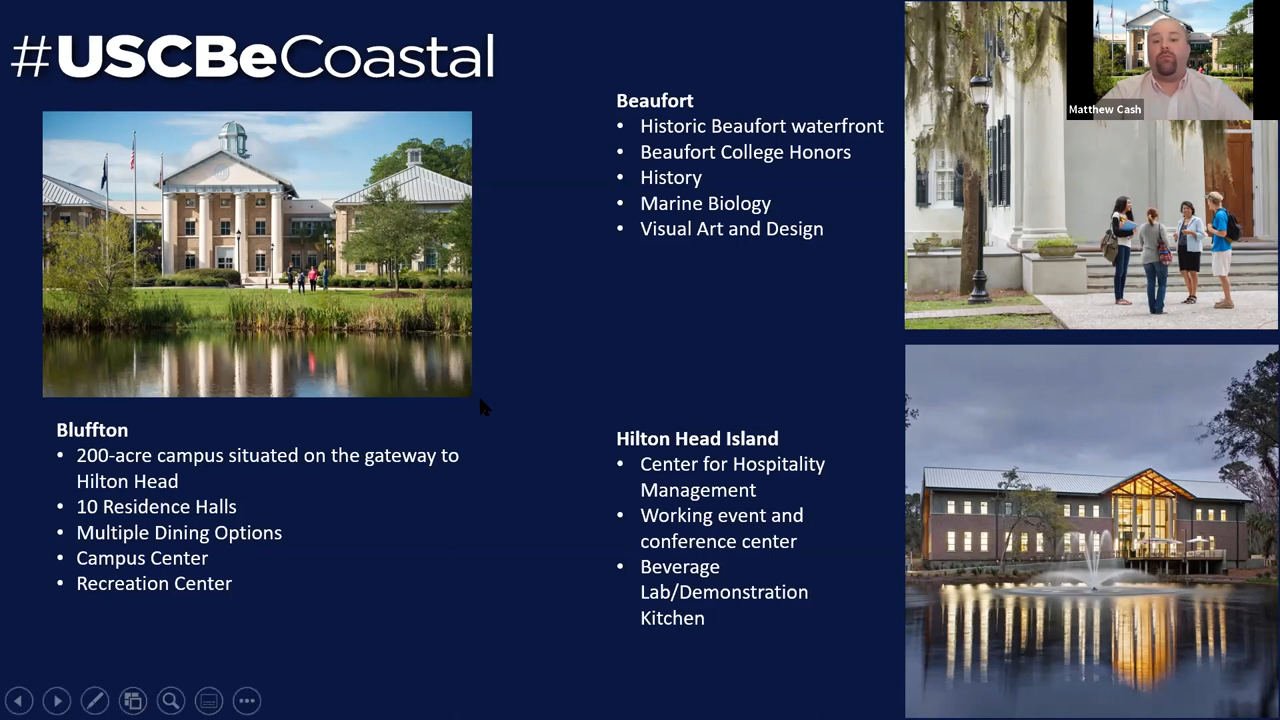 #USCBeCoastal
Matthew Cash
Beaufort
• Historic Beaufort waterfront
• Beaufort College Honors
• History
• Marine Biology
• Visual Art and Design
Bluffton
• 200-acre campus situated on the gateway to
Hilton Head
• 10 Residence Halls
• Multiple Dining Options
• Campus Center
• Recreation Center
Hilton Head Island
• Center for Hospitality
Management
• Working event and
conference center
• Beverage
Lab/Demonstration
Kitchen